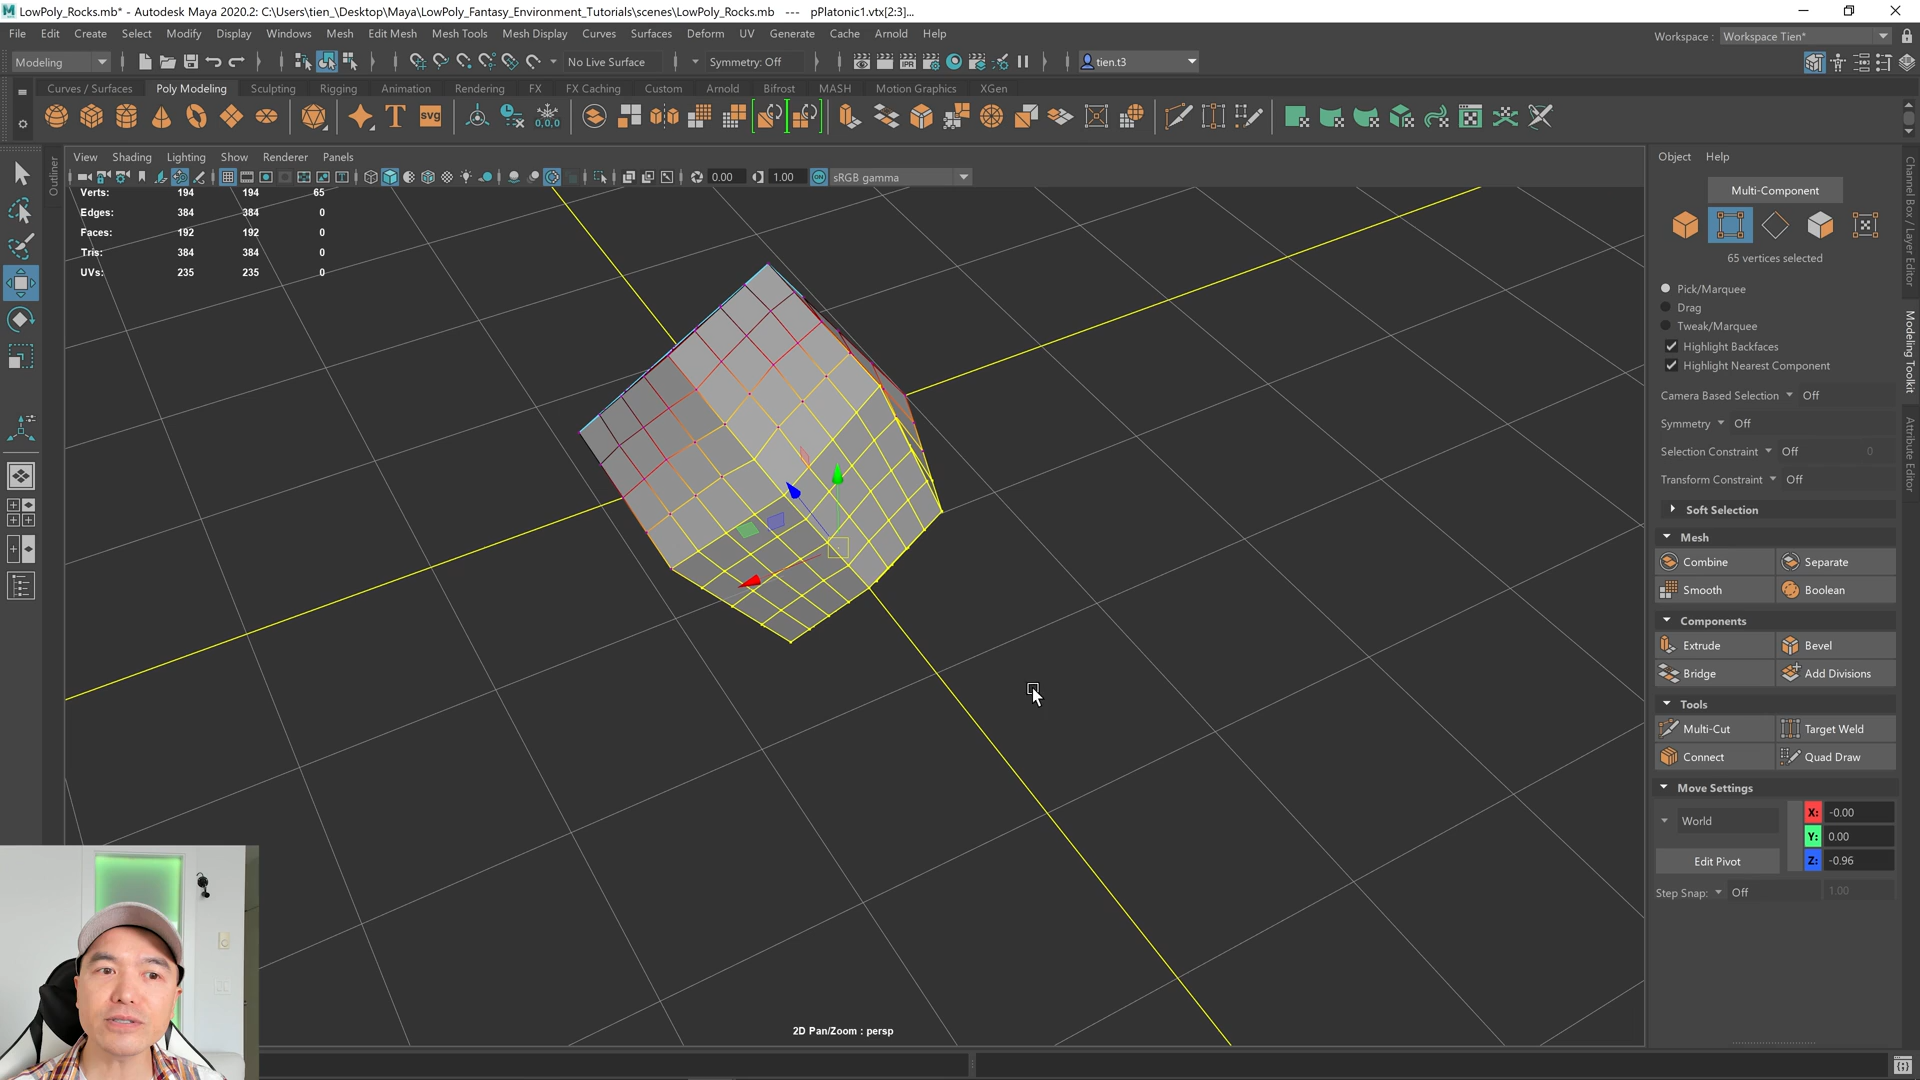 LowPoly_Rocks.mb* - Autodesk Maya 2020.2: C:\Users\tien_\Desktop\Maya\LowPoly_Fantasy_Environment_Tutorials\scenes\LowPoly_Rocks.mb --- pPlatonic1.vtx[2:3]...
File Edit Create Select Modify Display Windows Mesh Edit Mesh Mesh Tools Mesh Display Curves Surfaces Deform UV Generate Cache Arnold Help
Workspace : Workspace Tien*
Modeling No Live Surface Symmetry: Off tien.t3
Curves / Surfaces Poly Modeling Sculpting Rigging Animation Rendering FX FX Caching Custom Arnold Bifrost MASH Motion Graphics XGen
T svg 0,0,0
Outliner
View Shading Lighting Show Renderer Panels
0.00 1.00 ON sRGB gamma
Verts: 194 194 65
Edges: 384 384 0
Faces: 192 192 0
Tris: 384 384 0
UVs: 235 235 0
2D Pan/Zoom : persp
Object Help
Multi-Component
65 vertices selected
Pick/Marquee
Drag
Tweak/Marquee
Highlight Backfaces
Highlight Nearest Component
Camera Based Selection Off
Symmetry Off
Selection Constraint Off 0
Transform Constraint Off
Soft Selection
Mesh
Combine Separate
Smooth Boolean
Components
Extrude Bevel
Bridge Add Divisions
Tools
Multi-Cut Target Weld
Connect Quad Draw
Move Settings
World
X: -0.00
Y: 0.00
Edit Pivot
Z: -0.96
Step Snap: Off 1.00
Channel Box / Layer Editor
Modeling Toolkit
Attribute Editor